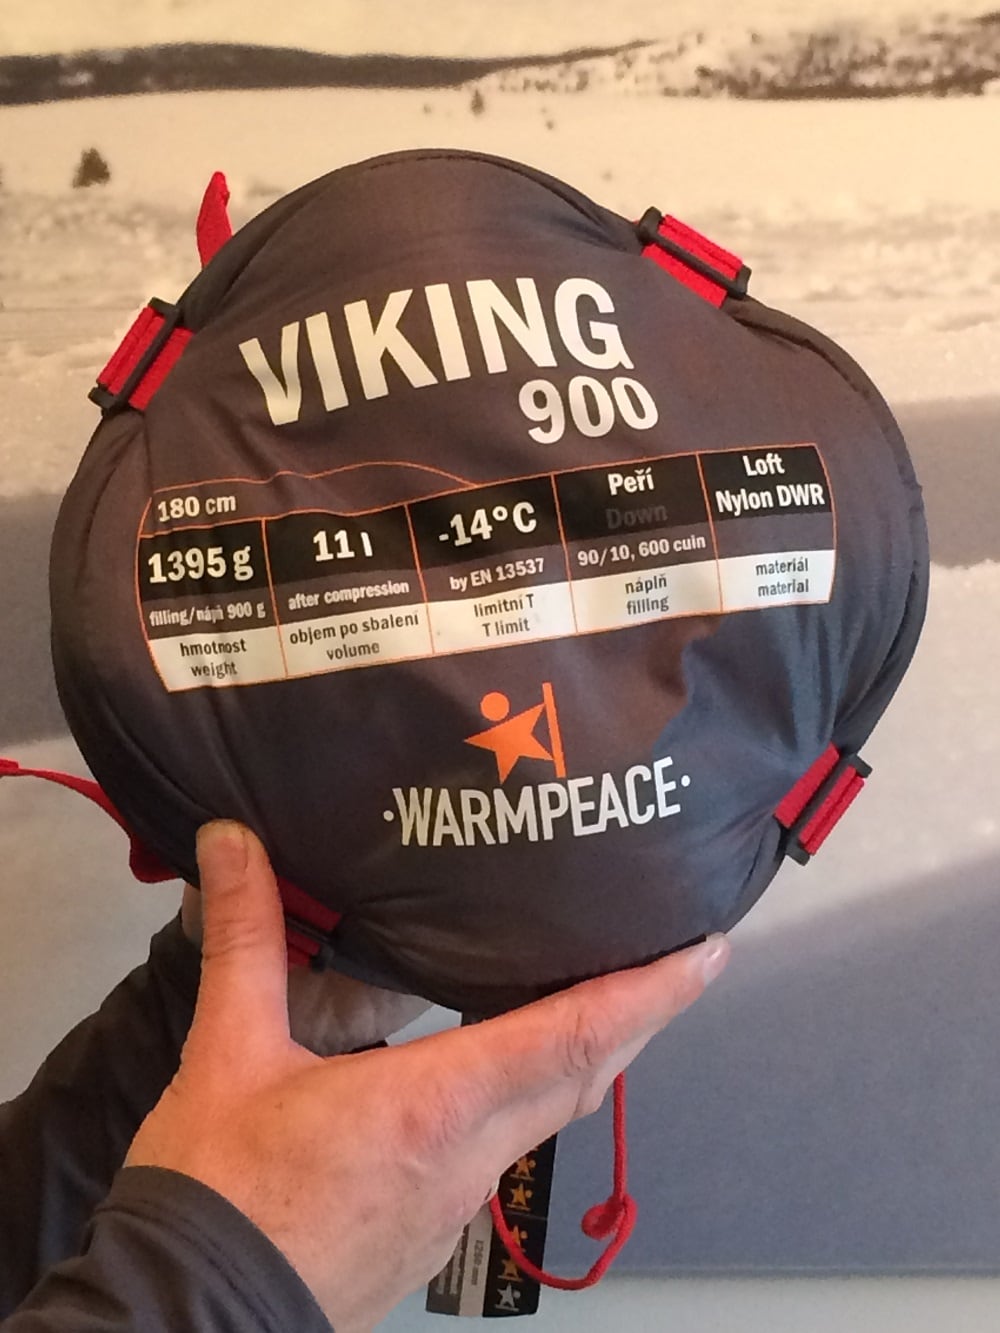 VIKING
900
180 cm
1395 g
filling/náplň 900 g
hmotnost
weight
11 l
after compression
objem po sbalení
volume
-14°C
by EN 13537
limitní T
T limit
Peří
Down
90/10, 600 cuin
náplň
filling
Loft
Nylon DWR
materiál
material
·WARMPEACE·